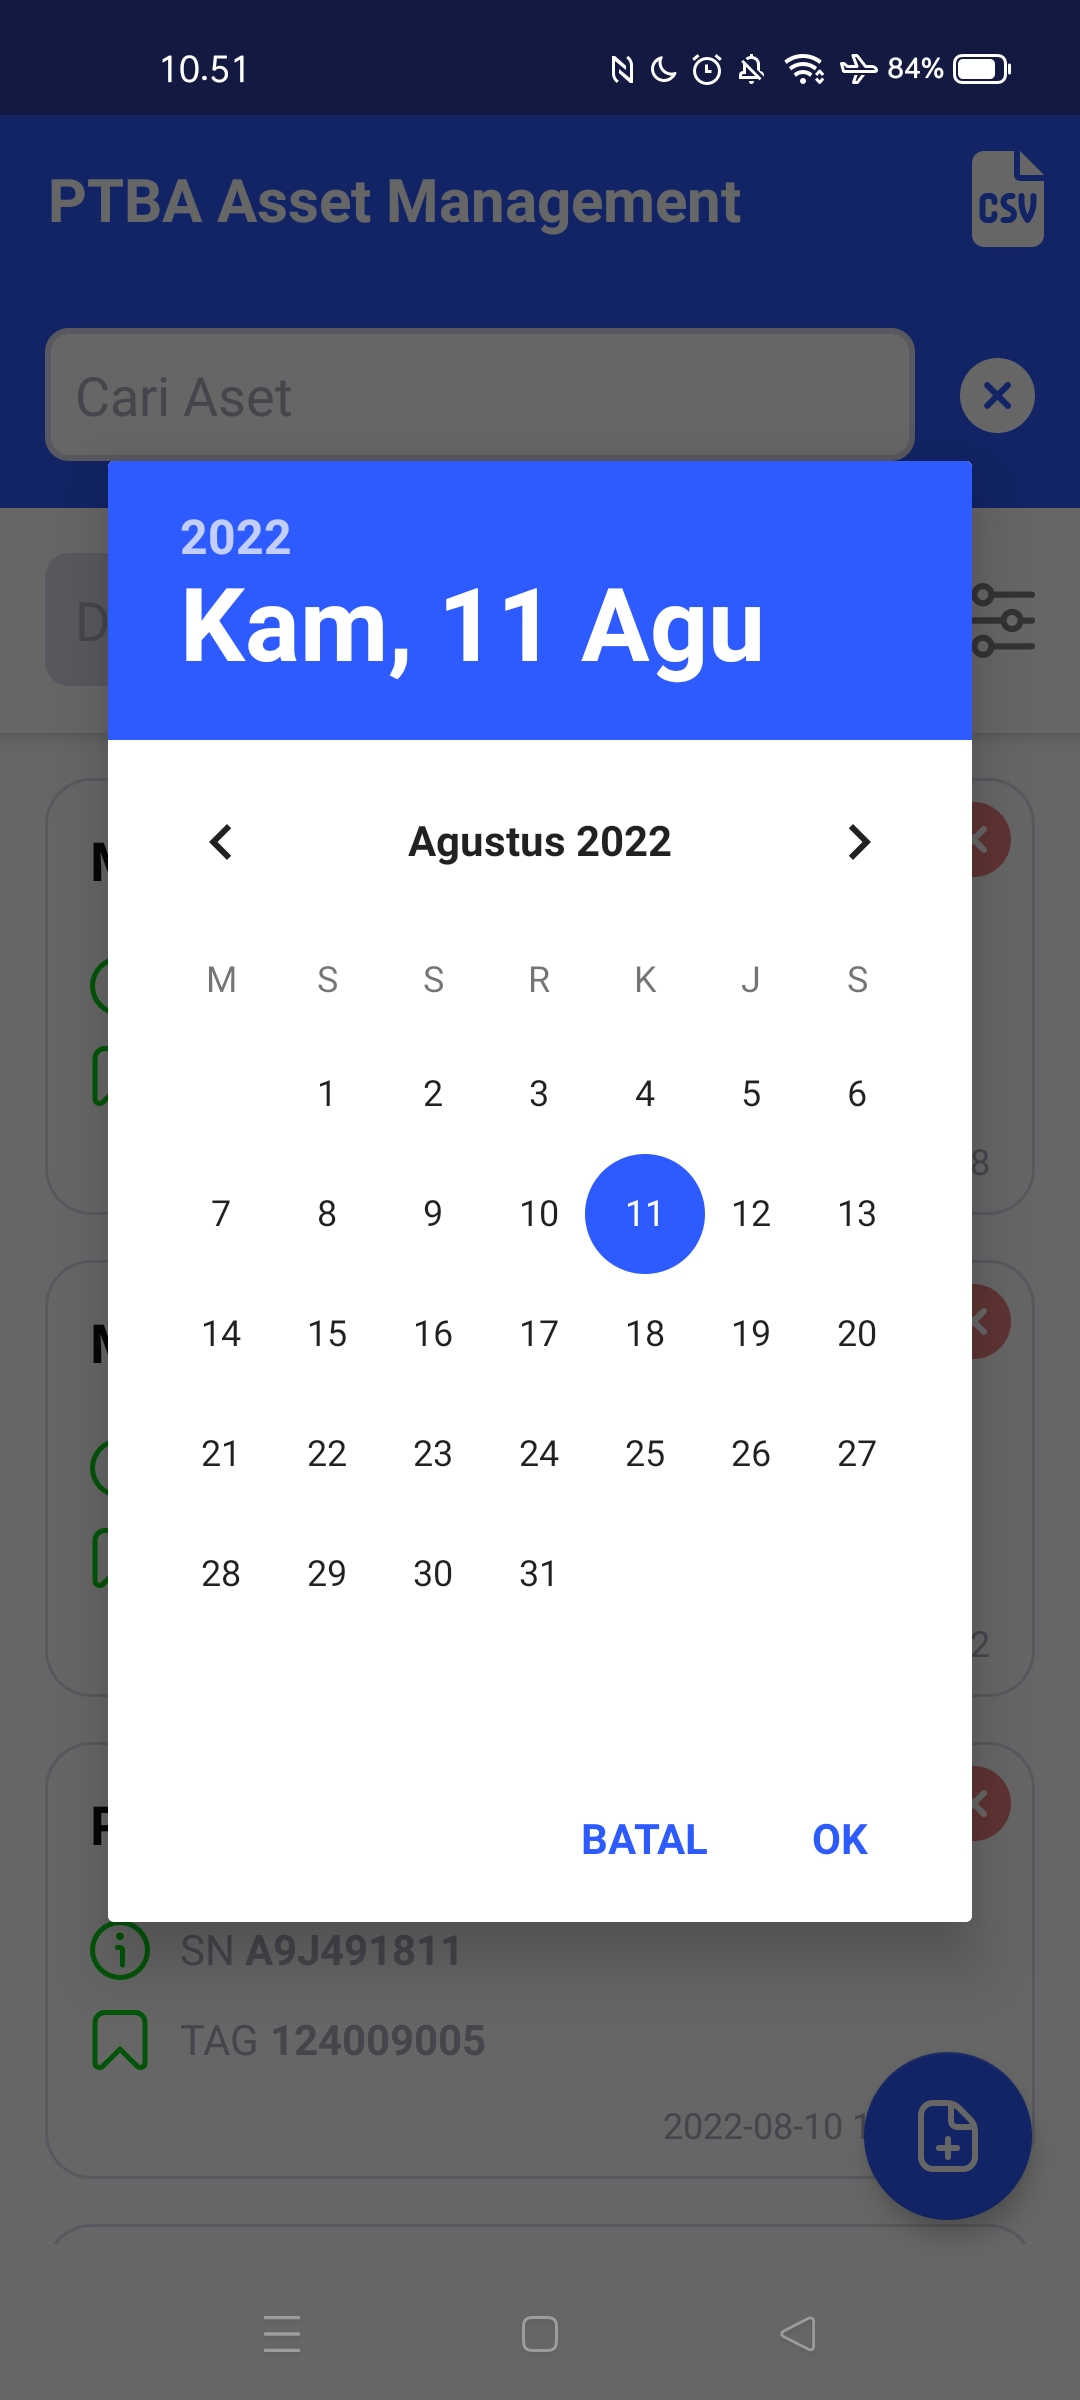 10.51
84%
PTBA Asset Management
CSV
Cari Aset
2022
Kam, 11 Agu
Agustus 2022
M S S R K J S
1 2 3 4 5 6
7 8 9 10 11 12 13
14 15 16 17 18 19 20
21 22 23 24 25 26 27
28 29 30 31
BATAL OK
SN A9J491811
TAG 124009005
2022-08-10